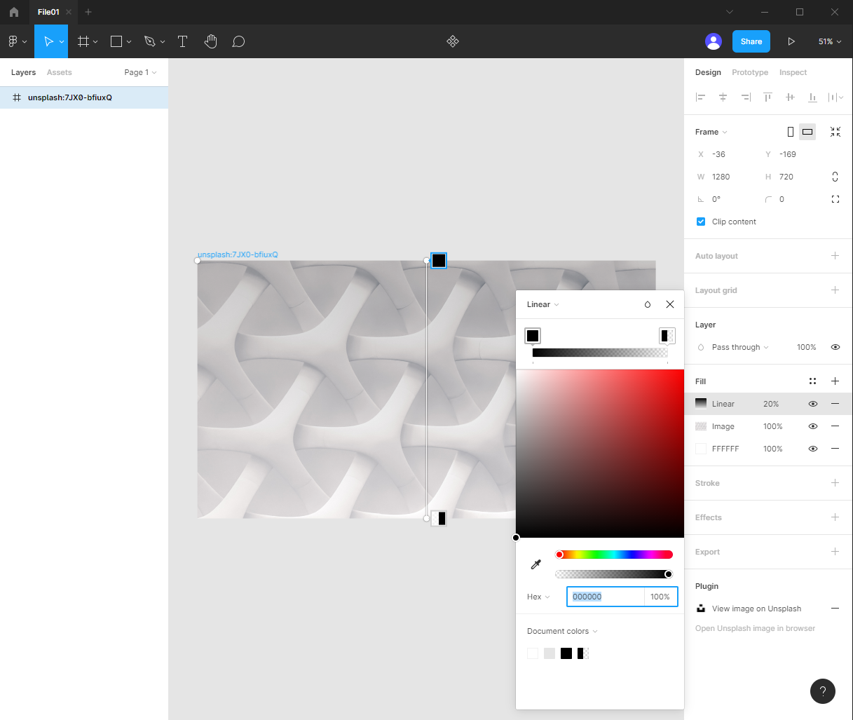 File01
Share
51%
Layers
Assets
Page 1
Design
Prototype
Inspect
unsplash:7JX0-bfiuxQ
Frame
X -36 Y -169
W 1280 H 720
0° 0
Clip content
Auto layout
Layout grid
Layer
Pass through 100%
Fill
Linear 20%
Image 100%
FFFFFF 100%
Stroke
Effects
Export
Plugin
View image on Unsplash
Open Unsplash image in browser
unsplash:7JX0-bfiuxQ
Linear
Hex 000000 100%
Document colors
?